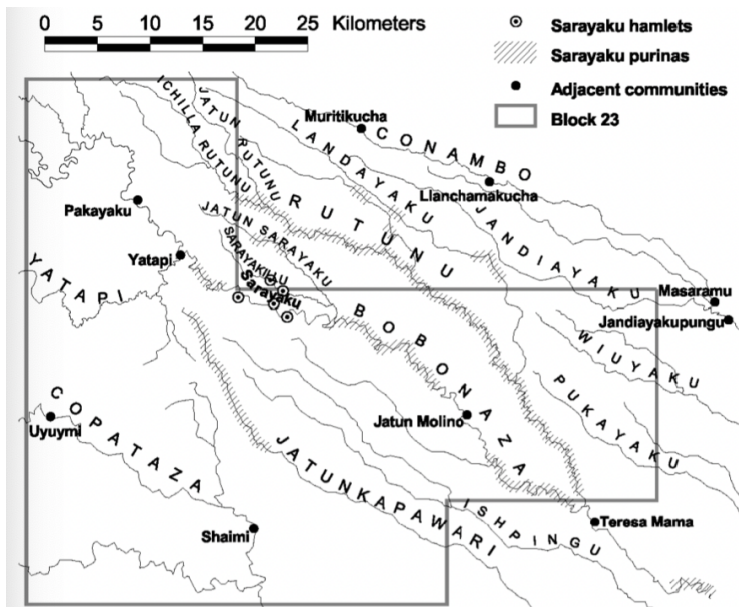 0 5 10 15 20 25 Kilometers
Sarayaku hamlets
Sarayaku purinas
Adjacent communities
Block 23
ICHILLA RUTUNU
JATUN RUTUNU
Muritikucha
CONAMBO
LANDAYAKU
Llanchamakucha
Pakayaku
RUTUNU
JATUN SARAYAKU
JANDIAYAKU
Yatapi
SARAYAKILLU
Sarayaku
YATAPI
Masaramu
Jandiayakupungu
BOBONAZA
WIUYAKU
PUKAYAKU
COPATAZA
Uyuymi
Jatun Molino
JATUNKAPAWARI
ISHPINGU
Shaimi
Teresa Mama